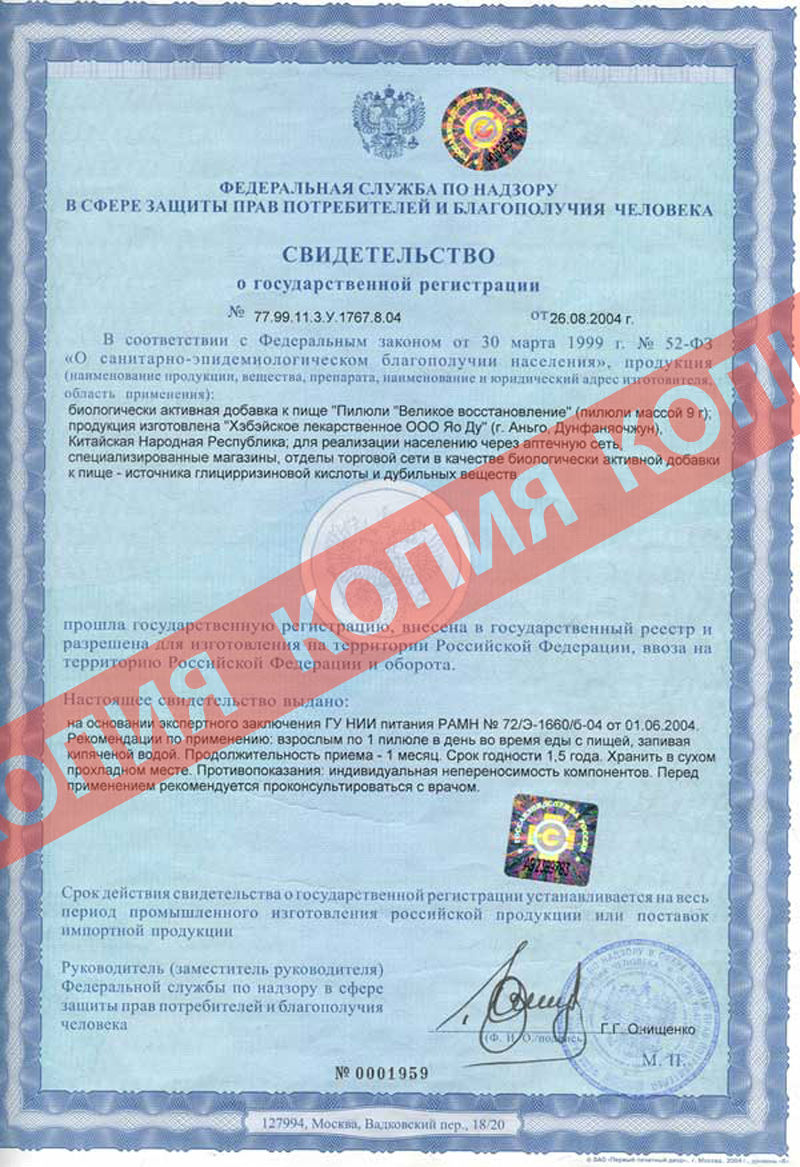 ФЕДЕРАЛЬНАЯ СЛУЖБА ПО НАДЗОРУ
В СФЕРЕ ЗАЩИТЫ ПРАВ ПОТРЕБИТЕЛЕЙ И БЛАГОПОЛУЧИЯ ЧЕЛОВЕКА
СВИДЕТЕЛЬСТВО
о государственной регистрации
№ 77.99.11.3.У.1767.8.04 от 26.08.2004 г.
В соответствии с Федеральным законом от 30 марта 1999 г. № 52-ФЗ
«О санитарно-эпидемиологическом благополучии населения», продукция
(наименование продукции, вещества, препарата, наименование и юридический адрес изготовителя,
область применения):
биологически активная добавка к пище "Пилюли "Великое восстановление" (пилюли массой 9 г);
продукция изготовлена "Хэбэйское лекарственное ООО Яо Ду" (г. Аньго, Дунфаняочжун),
Китайская Народная Республика; для реализации населению через аптечную сеть,
специализированные магазины, отделы торговой сети в качестве биологически активной добавки
к пище - источника глицирризиновой кислоты и дубильных веществ
КОПИЯ КОПИЯ КОПИЯ
прошла государственную регистрацию, внесена в государственный реестр и
разрешена для изготовления на территории Российской Федерации, ввоза на
территорию Российской Федерации и оборота.
Настоящее свидетельство выдано:
на основании экспертного заключения ГУ НИИ питания РАМН № 72/Э-1660/б-04 от 01.06.2004.
Рекомендации по применению: взрослым по 1 пилюле в день во время еды с пищей, запивая
кипяченой водой. Продолжительность приема - 1 месяц. Срок годности 1,5 года. Хранить в сухом
прохладном месте. Противопоказания: индивидуальная непереносимость компонентов. Перед
применением рекомендуется проконсультироваться с врачом.
Срок действия свидетельства о государственной регистрации устанавливается на весь
период промышленного изготовления российской продукции или поставок
импортной продукции
Руководитель (заместитель руководителя)
Федеральной службы по надзору в сфере
защиты прав потребителей и благополучия
человека
(Ф. И. О./подпись)
Г.Г. Онищенко
М. П.
№ 0001959
127994, Москва, Вадковский пер., 18/20